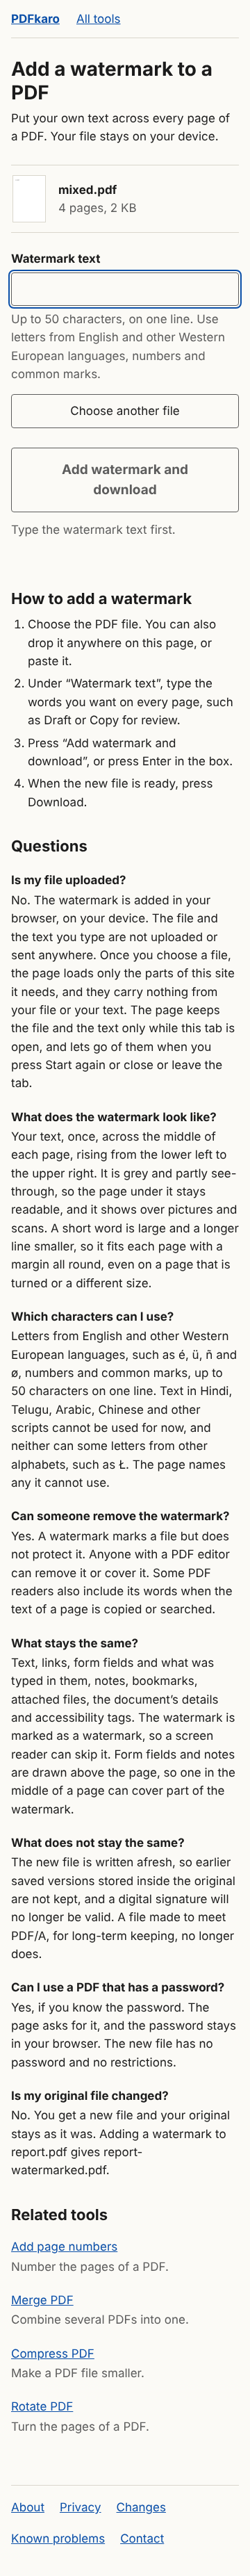 PDFkaro All tools
Add a watermark to a
PDF
Put your own text across every page of
a PDF. Your file stays on your device.
mixed.pdf
4 pages, 2 KB
Watermark text
Up to 50 characters, on one line. Use
letters from English and other Western
European languages, numbers and
common marks.
Choose another file
Add watermark and
download
Type the watermark text first.
How to add a watermark
1. Choose the PDF file. You can also
drop it anywhere on this page, or
paste it.
2. Under “Watermark text”, type the
words you want on every page, such
as Draft or Copy for review.
3. Press “Add watermark and
download”, or press Enter in the box.
4. When the new file is ready, press
Download.
Questions
Is my file uploaded?
No. The watermark is added in your
browser, on your device. The file and
the text you type are not uploaded or
sent anywhere. Once you choose a file,
the page loads only the parts of this site
it needs, and they carry nothing from
your file or your text. The page keeps
the file and the text only while this tab is
open, and lets go of them when you
press Start again or close or leave the
tab.
What does the watermark look like?
Your text, once, across the middle of
each page, rising from the lower left to
the upper right. It is grey and partly see-
through, so the page under it stays
readable, and it shows over pictures and
scans. A short word is large and a longer
line smaller, so it fits each page with a
margin all round, even on a page that is
turned or a different size.
Which characters can I use?
Letters from English and other Western
European languages, such as é, ü, ñ and
ø, numbers and common marks, up to
50 characters on one line. Text in Hindi,
Telugu, Arabic, Chinese and other
scripts cannot be used for now, and
neither can some letters from other
alphabets, such as Ł. The page names
any it cannot use.
Can someone remove the watermark?
Yes. A watermark marks a file but does
not protect it. Anyone with a PDF editor
can remove it or cover it. Some PDF
readers also include its words when the
text of a page is copied or searched.
What stays the same?
Text, links, form fields and what was
typed in them, notes, bookmarks,
attached files, the document’s details
and accessibility tags. The watermark is
marked as a watermark, so a screen
reader can skip it. Form fields and notes
are drawn above the page, so one in the
middle of a page can cover part of the
watermark.
What does not stay the same?
The new file is written afresh, so earlier
saved versions stored inside the original
are not kept, and a digital signature will
no longer be valid. A file made to meet
PDF/A, for long-term keeping, no longer
does.
Can I use a PDF that has a password?
Yes, if you know the password. The
page asks for it, and the password stays
in your browser. The new file has no
password and no restrictions.
Is my original file changed?
No. You get a new file and your original
stays as it was. Adding a watermark to
report.pdf gives report-
watermarked.pdf.
Related tools
Add page numbers
Number the pages of a PDF.
Merge PDF
Combine several PDFs into one.
Compress PDF
Make a PDF file smaller.
Rotate PDF
Turn the pages of a PDF.
About Privacy Changes
Known problems Contact